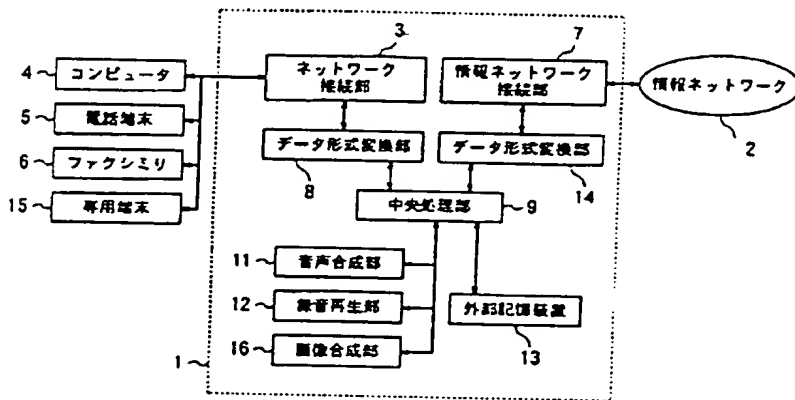 3
7
4
コンピュータ
ネットワーク
接続部
情報ネットワーク
接続部
情報ネットワーク
2
5
電話端末
6
ファクシミリ
データ形式変換部
8
データ形式変換部
14
15
専用端末
中央処理部
9
11
音声合成部
12
録音再生部
外部記憶装置
13
16
画像合成部
1